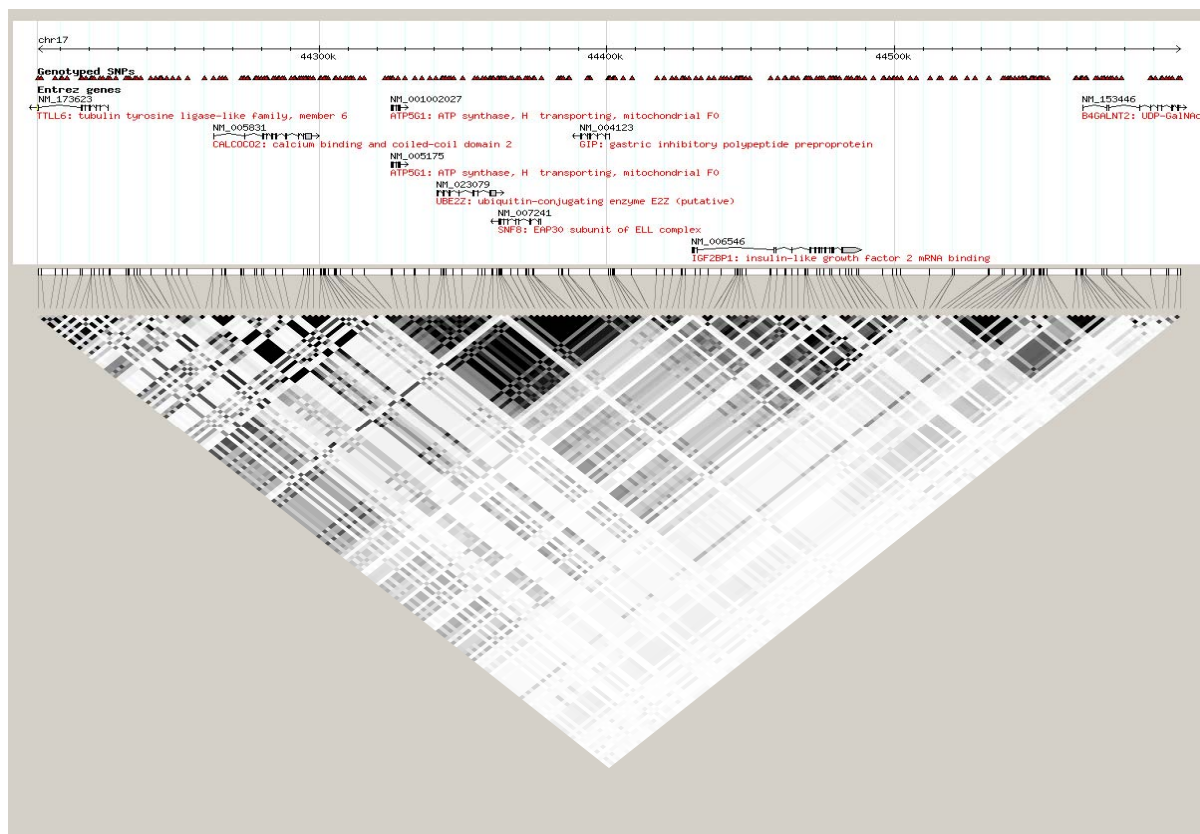 chr17
44300k 44400k 44500k
Genotyped SNPs
Entrez genes
NM_173623 NM_001002027 NM_153446
TTLL6: tubulin tyrosine ligase-like family, member 6 ATP5G1: ATP synthase, H transporting, mitochondrial F0 B4GALNT2: UDP-GalNAc
NM_005831 NM_004123
CALCOCO2: calcium binding and coiled-coil domain 2 GIP: gastric inhibitory polypeptide preproprotein
NM_005175
ATP5G1: ATP synthase, H transporting, mitochondrial F0
NM_023079
UBE2Z: ubiquitin-conjugating enzyme E2Z (putative)
NM_007241
SNF8: EAP30 subunit of ELL complex
NM_006546
IGF2BP1: insulin-like growth factor 2 mRNA binding